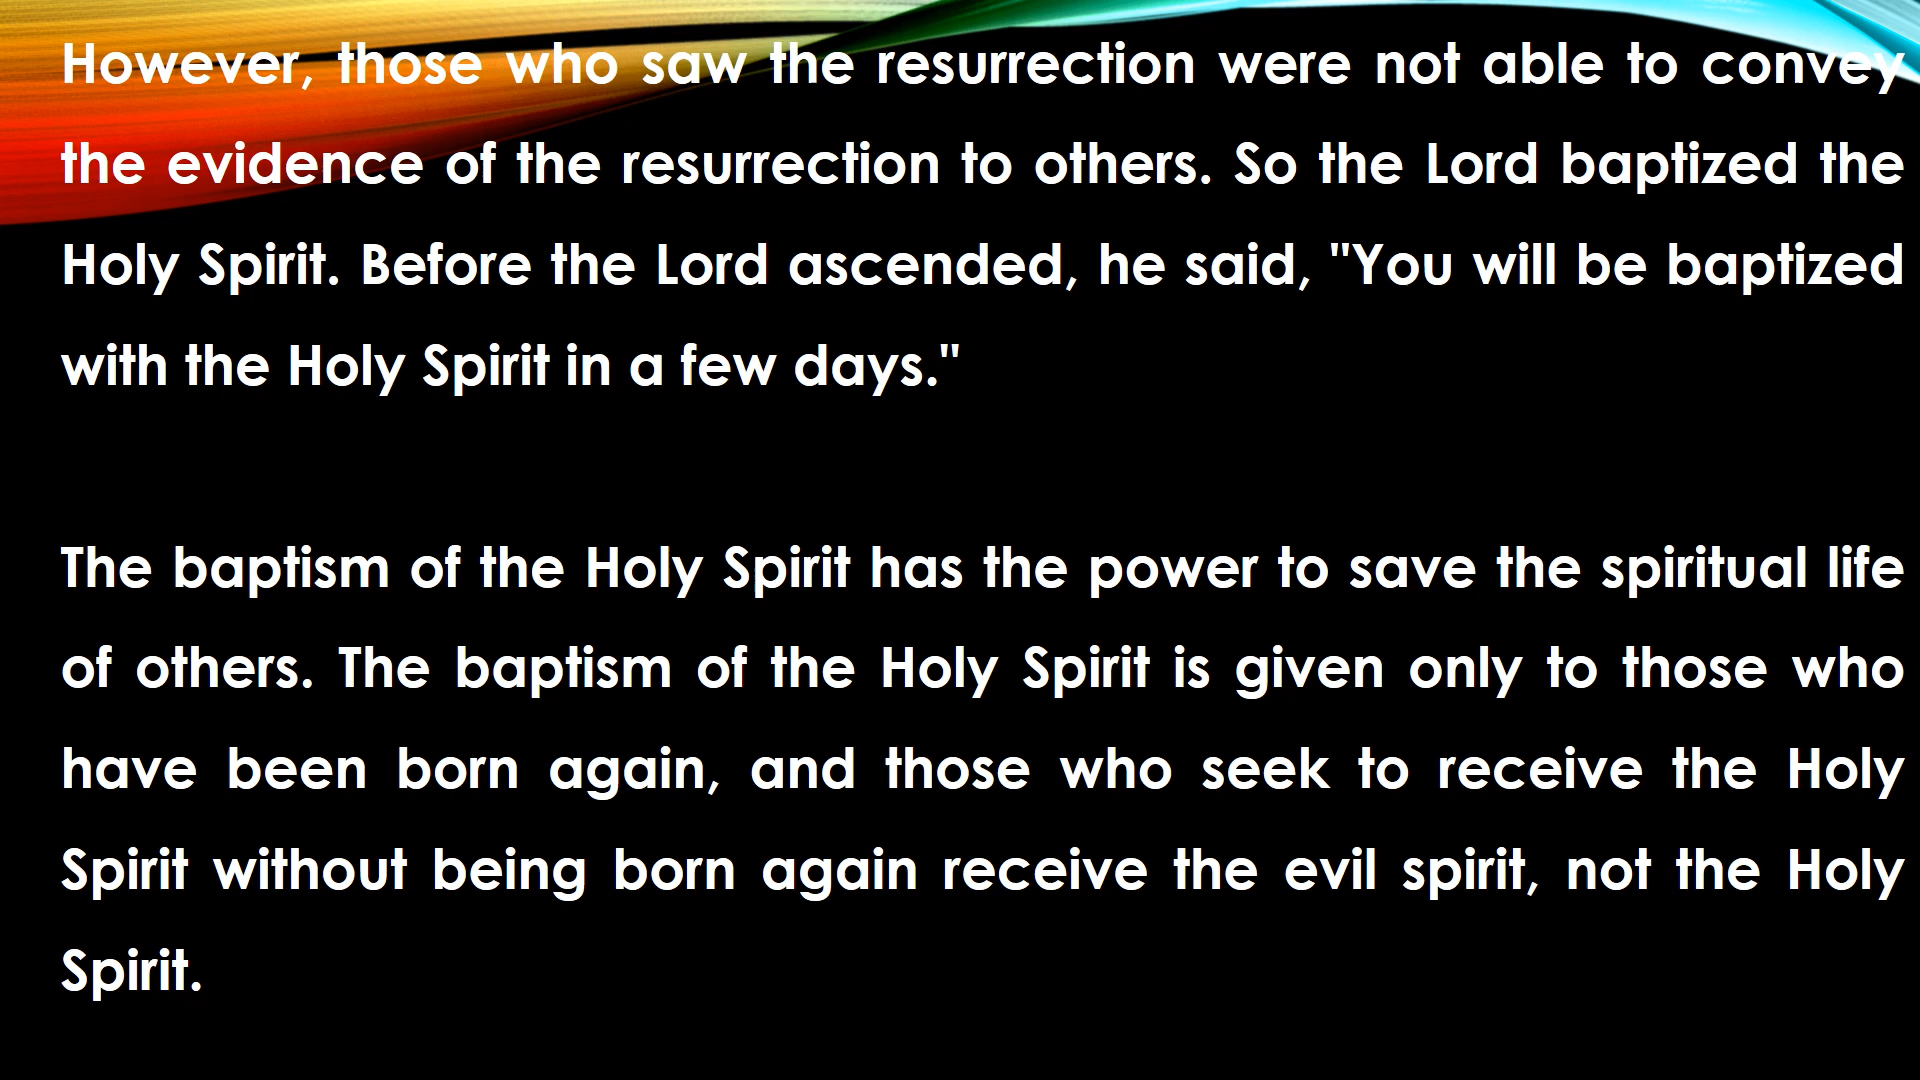 However, those who saw the resurrection were not able to convey
the evidence of the resurrection to others. So the Lord baptized the
Holy Spirit. Before the Lord ascended, he said, "You will be baptized
with the Holy Spirit in a few days."
The baptism of the Holy Spirit has the power to save the spiritual life
of others. The baptism of the Holy Spirit is given only to those who
have been born again, and those who seek to receive the Holy
Spirit without being born again receive the evil spirit, not the Holy
Spirit.